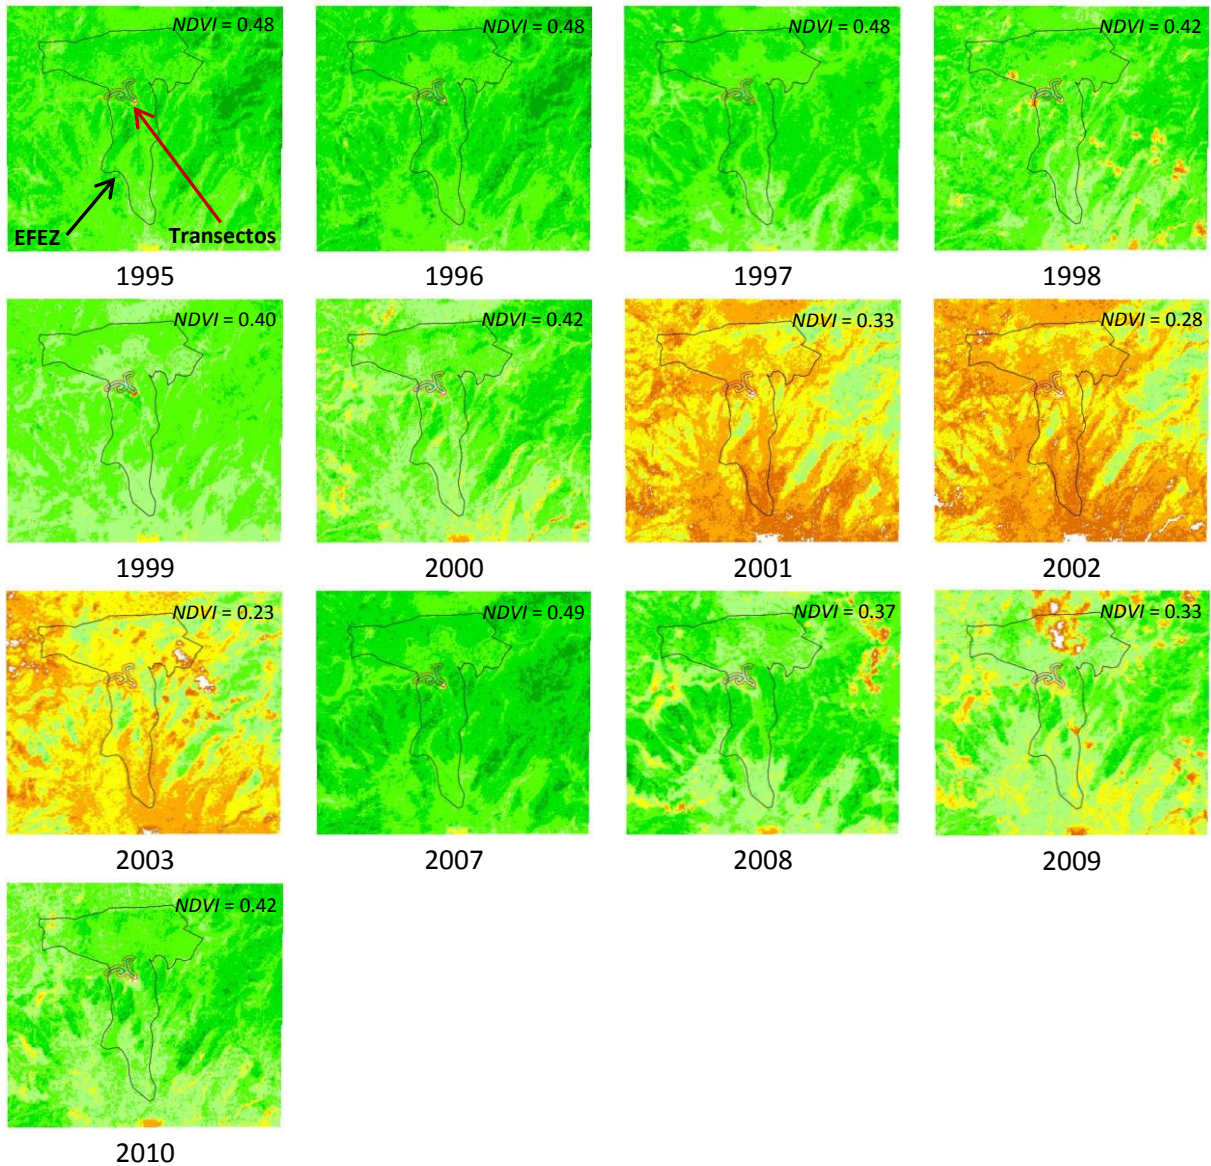 NDVI = 0.48
NDVI = 0.48
NDVI = 0.48
NDVI = 0.42
EFEZ
Transectos
1995
1996
1997
1998
NDVI = 0.40
NDVI = 0.42
NDVI = 0.33
NDVI = 0.28
1999
2000
2001
2002
NDVI = 0.23
NDVI = 0.49
NDVI = 0.37
NDVI = 0.33
2003
2007
2008
2009
NDVI = 0.42
2010